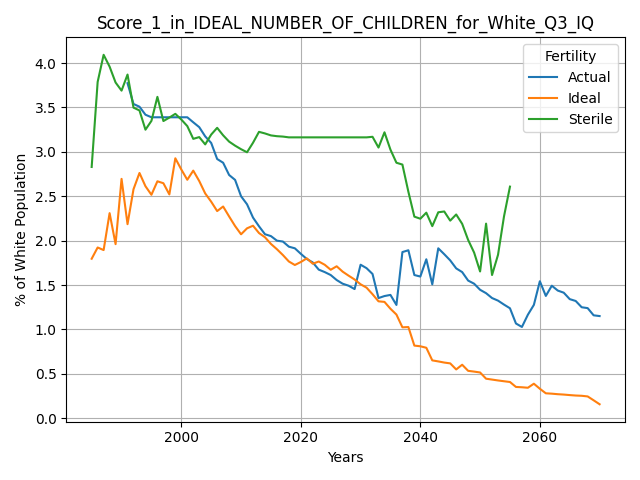 Score_1_in_IDEAL_NUMBER_OF_CHILDREN_for_White_Q3_IQ
Fertility
Actual
Ideal
Sterile
% of White Population
4.0
3.5
3.0
2.5
2.0
1.5
1.0
0.5
0.0
2000
2020
2040
2060
Years